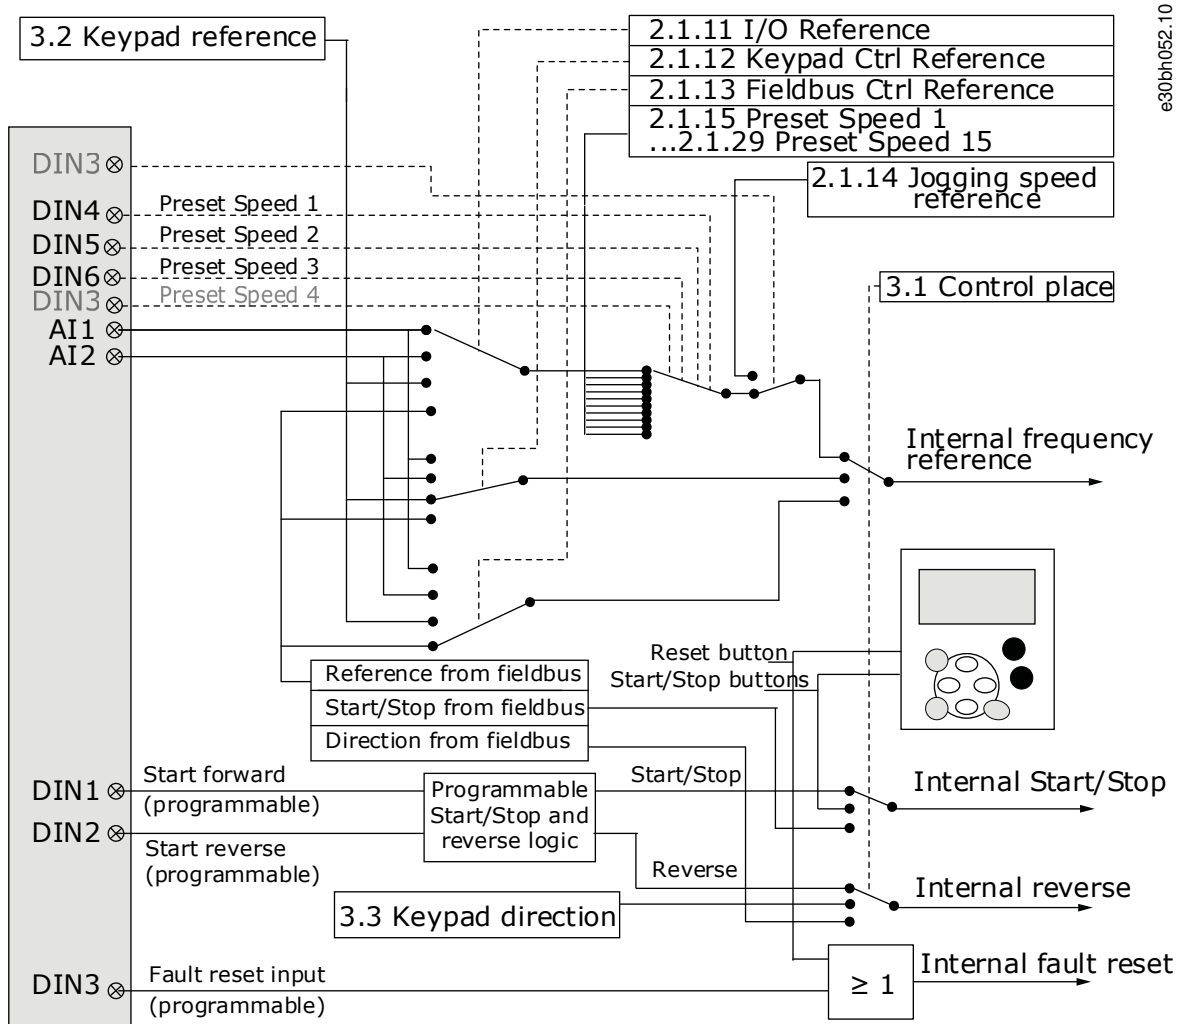 e30bh052.10
3.2 Keypad reference
2.1.11 I/O Reference
2.1.12 Keypad Ctrl Reference
2.1.13 Fieldbus Ctrl Reference
2.1.15 Preset Speed 1
...2.1.29 Preset Speed 15
2.1.14 Jogging speed
reference
DIN3
DIN4
Preset Speed 1
DIN5
Preset Speed 2
DIN6
Preset Speed 3
DIN3
Preset Speed 4
AI1
AI2
3.1 Control place
Internal frequency
reference
Reset button
Start/Stop buttons
Reference from fieldbus
Start/Stop from fieldbus
Direction from fieldbus
DIN1
Start forward
(programmable)
DIN2
Start reverse
(programmable)
Programmable
Start/Stop and
reverse logic
Start/Stop
Internal Start/Stop
Reverse
Internal reverse
3.3 Keypad direction
DIN3
Fault reset input
(programmable)
≥ 1
Internal fault reset